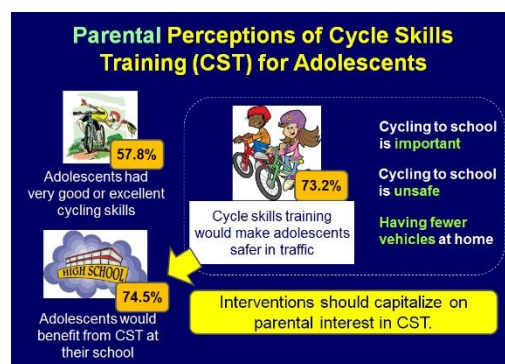 Parental Perceptions of Cycle Skills
Training (CST) for Adolescents
57.8%
Adolescents had
very good or excellent
cycling skills
HIGH SCHOOL
74.5%
Adolescents would
benefit from CST at
their school
73.2%
Cycle skills training
would make adolescents
safer in traffic
Cycling to school
is important
Cycling to school
is unsafe
Having fewer
vehicles at home
Interventions should capitalize on
parental interest in CST.